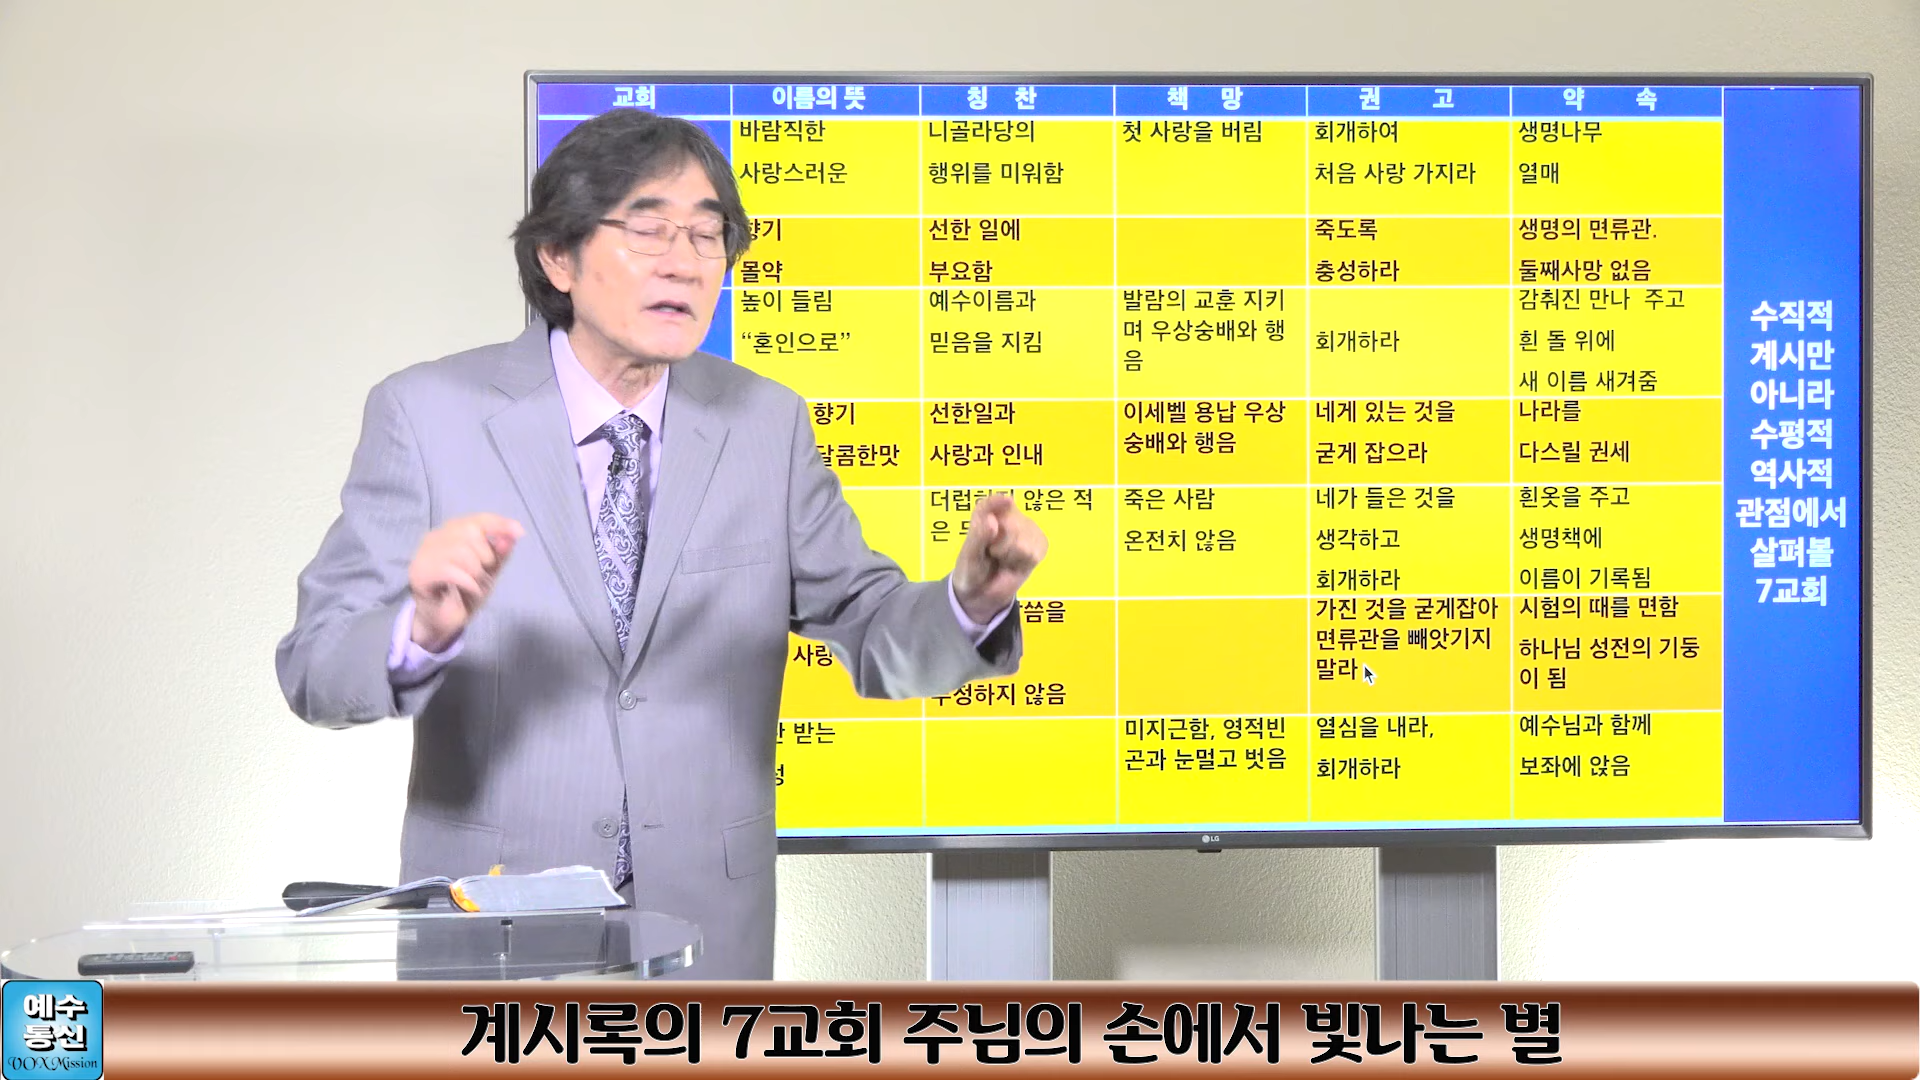 교회 이름의 뜻 칭 찬 책 망 권 고 약 속
바람직한
사랑스러운
니골라당의
행위를 미워함
첫 사랑을 버림
회개하여
처음 사랑 가지라
생명나무
열매
향기
몰약
선한 일에
부요함
죽도록
충성하라
생명의 면류관.
둘째사망 없음
높이 들림
“혼인으로”
예수이름과
믿음을 지킴
발람의 교훈 지키
며 우상숭배와 행
음
회개하라
감춰진 만나 주고
흰 돌 위에
새 이름 새겨줌
향기
달콤한맛
선한일과
사랑과 인내
이세벨 용납 우상
숭배와 행음
네게 있는 것을
굳게 잡으라
나라를
다스릴 권세
않은 적
은
죽은 사람
온전치 않음
네가 들은 것을
생각하고
회개하라
흰옷을 주고
생명책에
이름이 기록됨
사랑
않음
가진 것을 굳게잡아
면류관을 빼앗기지
말라
시험의 때를 면함
하나님 성전의 기둥
이 됨
받는
미지근함, 영적빈
곤과 눈멀고 벗음
열심을 내라,
회개하라
예수님과 함께
보좌에 앉음
수직적
계시만
아니라
수평적
역사적
관점에서
살펴볼
7교회
LG
예수
통신
VOX Mission
계시록의 7교회 주님의 손에서 빛나는 별